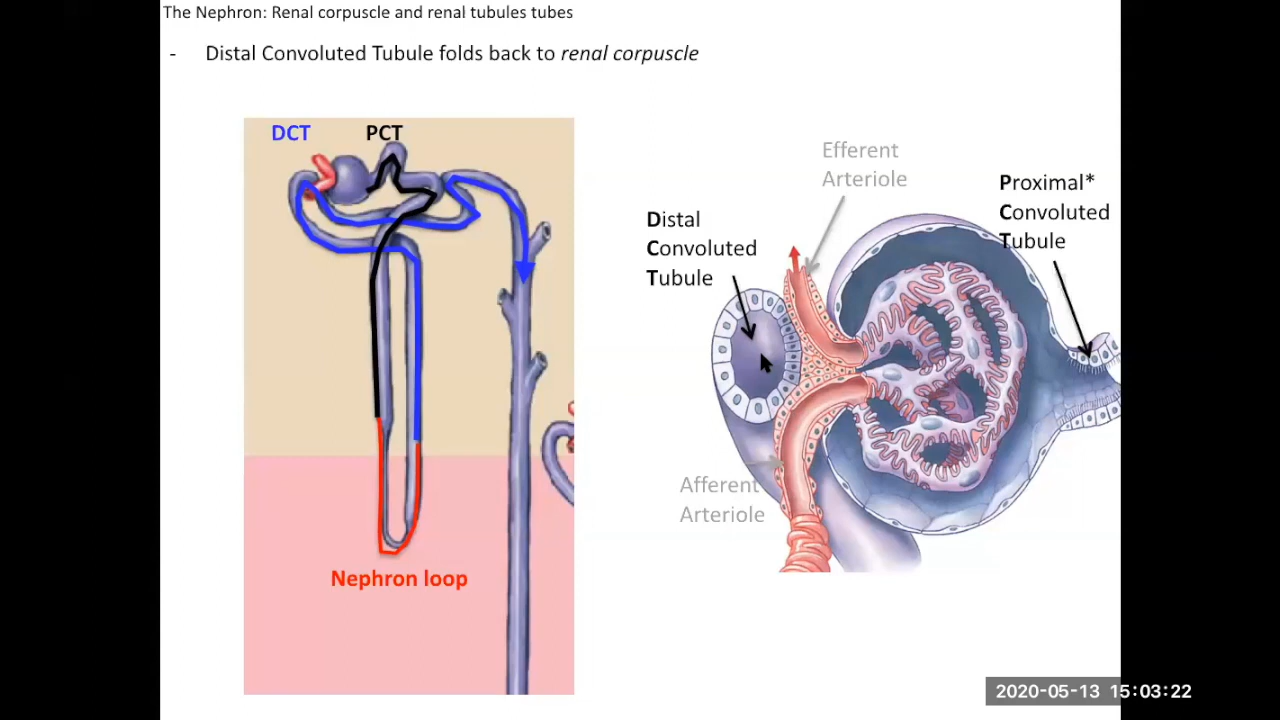 The Nephron: Renal corpuscle and renal tubules tubes
- Distal Convoluted Tubule folds back to renal corpuscle
DCT
PCT
Nephron loop
Efferent
Arteriole
Distal
Convoluted
Tubule
Proximal*
Convoluted
Tubule
Afferent
Arteriole
2020-05-13 15:03:22